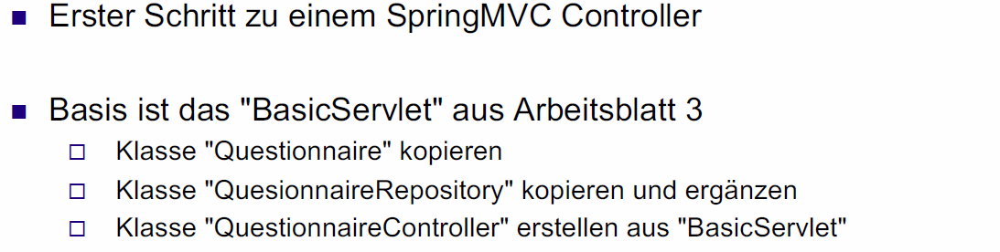 Erster Schritt zu einem SpringMVC Controller
Basis ist das "BasicServlet" aus Arbeitsblatt 3
Klasse "Questionnaire" kopieren
Klasse "QuesionnaireRepository" kopieren und ergänzen
Klasse "QuestionnaireController" erstellen aus "BasicServlet"